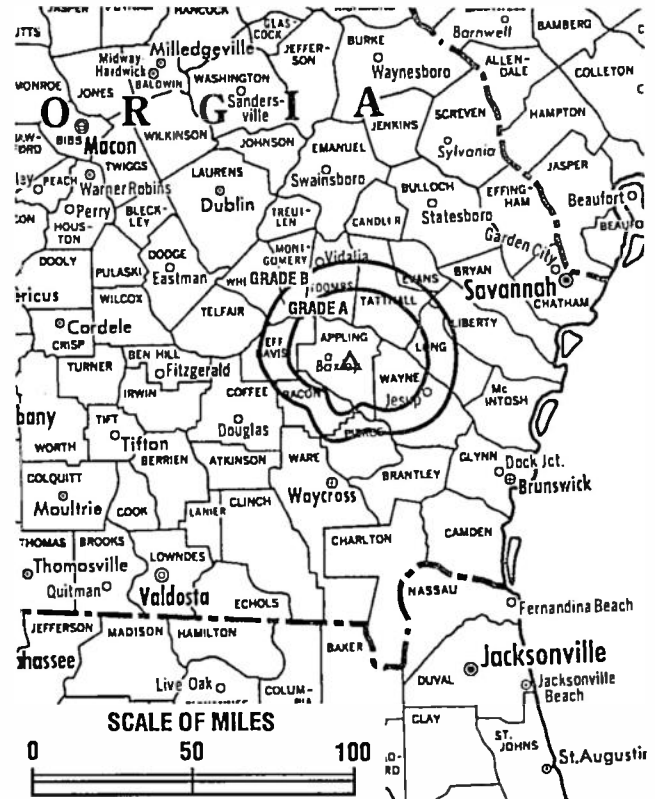 JASPER
HANCOCK
GLAS-
COCK
JEFFER-
SON
BURKE
Barnwell
BAMBERG
ALLEN-
DALE
COLLETON
Milledgeville
Midway-
Hardwick
BALDWIN
WASHINGTON
Sanders-
ville
Waynesboro
MONROE
JONES
O R G I A
SCREVEN
HAMPTON
JENKINS
BIBB
Macon
WILKINSON
JOHNSON
EMANUEL
Sylvania
JASPER
TWIGGS
LAURENS
Swainsboro
PEACH
Warner Robins
Dublin
BULLOCH
EFFING-
HAM
Beaufort
Perry
HOUS-
TON
BLECK-
LEY
TREUT-
LEN
CANDLER
Statesboro
Garden City
DOOLY
PULASKI
DODGE
Eastman
MONT-
GOMERY
Vidalia
EVANS
BRYAN
Savannah
CHATHAM
ericus
WILCOX
WH
GRADE B
TOOMBS
GRADE A
TATTNALL
TELFAIR
LIBERTY
Cordele
CRISP
APPLING
LONG
EFF
DAVIS
BEN HILL
Fitzgerald
TURNER
Baxley
WAYNE
Jesup
Mc
INTOSH
IRWIN
COFFEE
BACON
bany
TIFT
Tifton
Douglas
PIERCE
WORTH
BERRIEN
ATKINSON
WARE
BRANTLEY
GLYNN
Dock Jct.
Brunswick
COLQUITT
Moultrie
COOK
LANIER
CLINCH
Waycross
CHARLTON
CAMDEN
THOMAS
BROOKS
LOWNDES
Thomasville
Quitman
Valdosta
ECHOLS
NASSAU
Fernandina Beach
JEFFERSON
MADISON
HAMILTON
BAKER
hassee
Jacksonville
DUVAL
Jacksonville
Beach
Live Oak
COLUM-
BIA
CLAY
ST.
JOHNS
St. Augustin
SCALE OF MILES
0 50 100